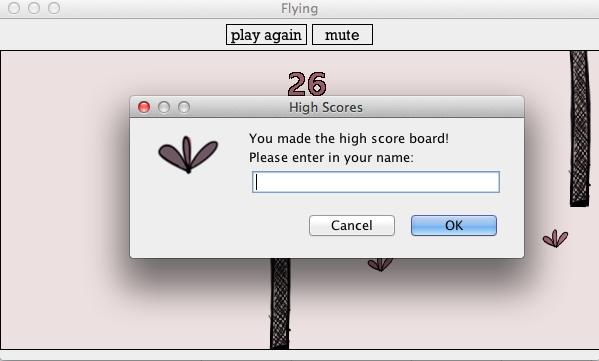 Flying
play again mute
26
High Scores
You made the high score board!
Please enter in your name:
Cancel OK